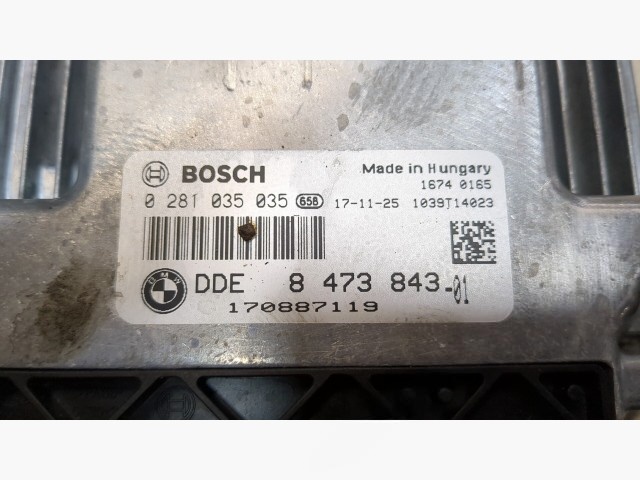 BOSCH Made in Hungary
1674 0165
0 281 035 035 658 17-11-25 1039T14023
BMW DDE 8 473 843-01
170887119